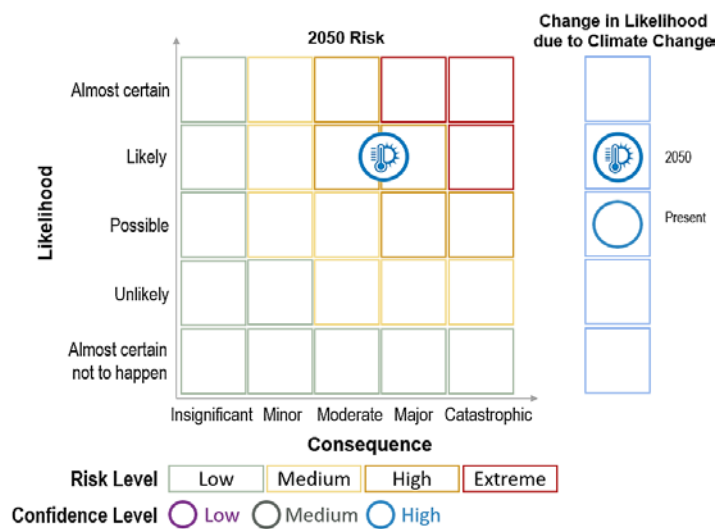 2050 Risk
Change in Likelihood
due to Climate Change
Almost certain
Likely
2050
Possible
Present
Unlikely
Almost certain
not to happen
Likelihood
Insignificant Minor Moderate Major Catastrophic
Consequence
Risk Level Low Medium High Extreme
Confidence Level Low Medium High